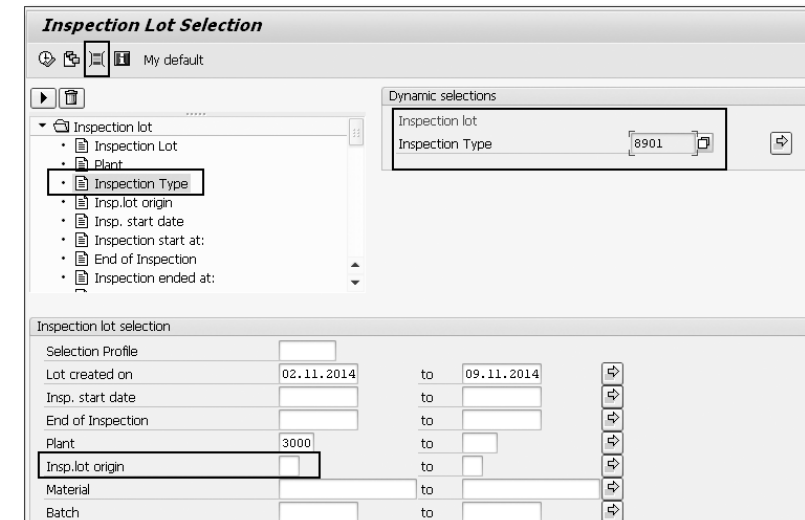 Inspection Lot Selection
My default
Dynamic selections
Inspection lot
Inspection Type 8901
Inspection lot
Inspection Lot
Plant
Inspection Type
Insp.lot origin
Insp. start date
Inspection start at:
End of Inspection
Inspection ended at:
Inspection lot selection
Selection Profile
Lot created on 02.11.2014 to 09.11.2014
Insp. start date to
End of Inspection to
Plant 3000 to
Insp.lot origin to
Material to
Batch to